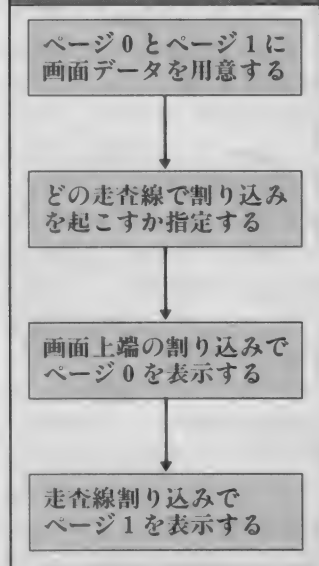 ページ0とページ1に
画面データを用意する
どの走査線で割り込み
を起こすか指定する
画面上端の割り込みで
ページ0を表示する
走査線割り込みで
ページ1を表示する